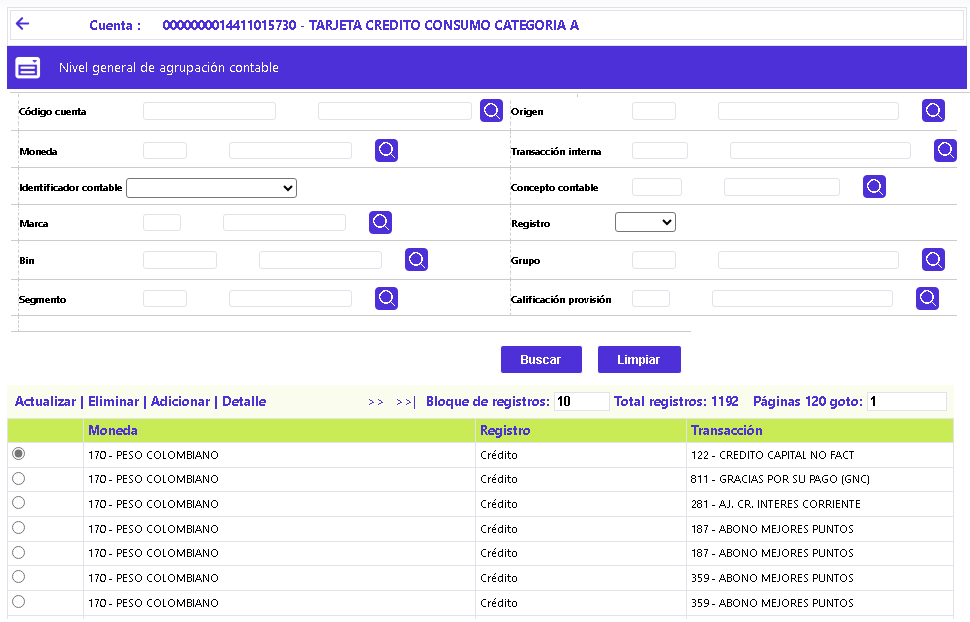 Cuenta : 0000000014411015730 - TARJETA CREDITO CONSUMO CATEGORIA A
Nivel general de agrupación contable
Código cuenta Origen
Moneda Transacción interna
Identificador contable Concepto contable
Marca Registro
Bin Grupo
Segmento Calificación provisión
Buscar Limpiar
Actualizar | Eliminar | Adicionar | Detalle >> >>| Bloque de registros: 10 Total registros: 1192 Páginas 120 goto: 1
Moneda Registro Transacción
170 - PESO COLOMBIANO Crédito 122 - CREDITO CAPITAL NO FACT
170 - PESO COLOMBIANO Crédito 811 - GRACIAS POR SU PAGO (GNC)
170 - PESO COLOMBIANO Crédito 281 - AJ. CR. INTERES CORRIENTE
170 - PESO COLOMBIANO Crédito 187 - ABONO MEJORES PUNTOS
170 - PESO COLOMBIANO Crédito 187 - ABONO MEJORES PUNTOS
170 - PESO COLOMBIANO Crédito 359 - ABONO MEJORES PUNTOS
170 - PESO COLOMBIANO Crédito 359 - ABONO MEJORES PUNTOS